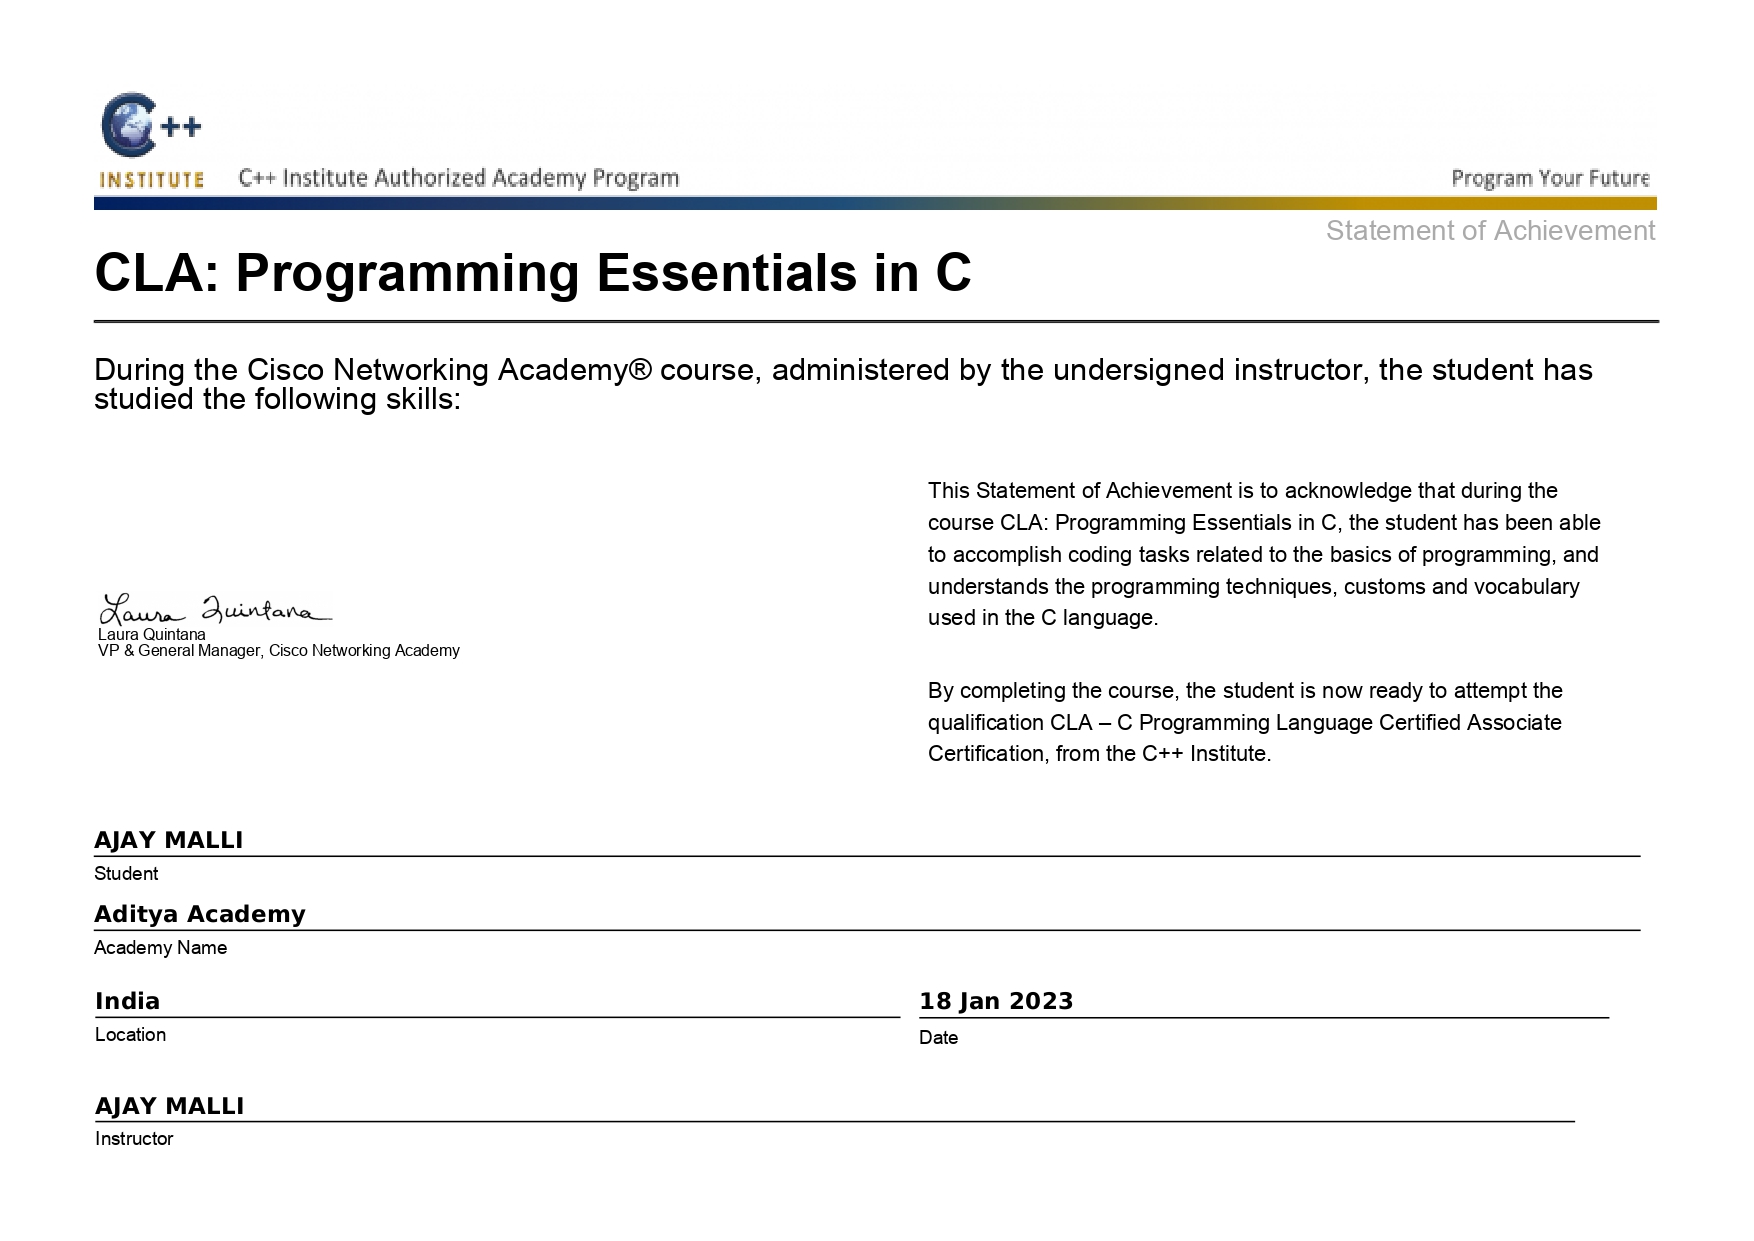 C++
INSTITUTE
C++ Institute Authorized Academy Program
Program Your Future
Statement of Achievement
CLA: Programming Essentials in C
During the Cisco Networking Academy® course, administered by the undersigned instructor, the student has
studied the following skills:
This Statement of Achievement is to acknowledge that during the
course CLA: Programming Essentials in C, the student has been able
to accomplish coding tasks related to the basics of programming, and
understands the programming techniques, customs and vocabulary
used in the C language.
Laura Quintana
Laura Quintana
VP & General Manager, Cisco Networking Academy
By completing the course, the student is now ready to attempt the
qualification CLA – C Programming Language Certified Associate
Certification, from the C++ Institute.
AJAY MALLI
Student
Aditya Academy
Academy Name
India
Location
18 Jan 2023
Date
AJAY MALLI
Instructor